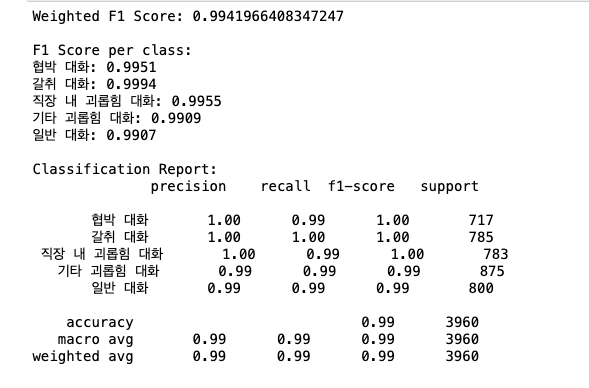 Weighted F1 Score: 0.9941966408347247
F1 Score per class:
협박 대화: 0.9951
갈취 대화: 0.9994
직장 내 괴롭힘 대화: 0.9955
기타 괴롭힘 대화: 0.9909
일반 대화: 0.9907
Classification Report:
precision recall f1-score support
협박 대화 1.00 0.99 1.00 717
갈취 대화 1.00 1.00 1.00 785
직장 내 괴롭힘 대화 1.00 0.99 1.00 783
기타 괴롭힘 대화 0.99 0.99 0.99 875
일반 대화 0.99 0.99 0.99 800
accuracy 0.99 3960
macro avg 0.99 0.99 0.99 3960
weighted avg 0.99 0.99 0.99 3960